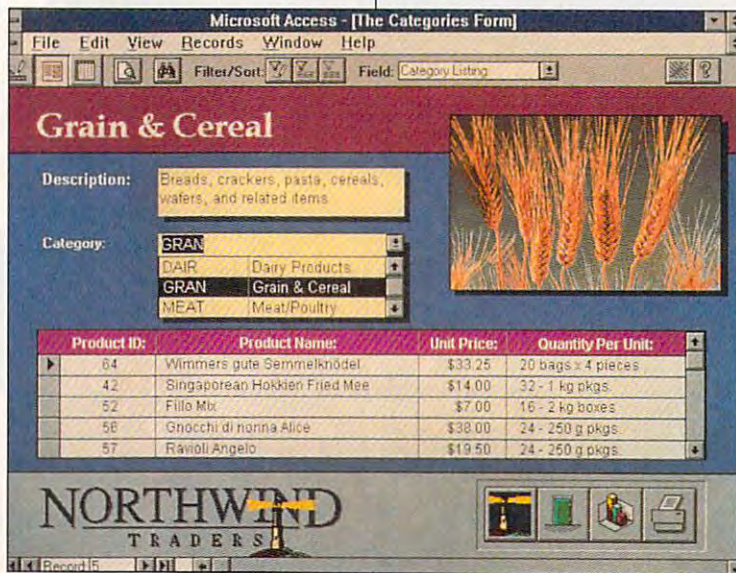 Microsoft Access - [The Categories Form]
File Edit View Records Window Help
Filter/Sort: Field: Category Listing
Grain & Cereal
Description: Breads, crackers, pasta, cereals,
wafers, and related items
Category: GRAN
DAIR Dairy Products
GRAN Grain & Cereal
MEAT Meat/Poultry
Product ID: Product Name: Unit Price: Quantity Per Unit:
64 Wimmers gute Semmelknödel $33.25 20 bags x 4 pieces
42 Singaporean Hokkien Fried Mee $14.00 32 - 1 kg pkgs.
52 Filo Mix $7.00 16 - 2 kg boxes
56 Gnocchi di nonna Alice $38.00 24 - 250 g pkgs.
57 Ravioli Angelo $19.50 24 - 250 g pkgs.
NORTHWIND
TRADERS
Record: 5